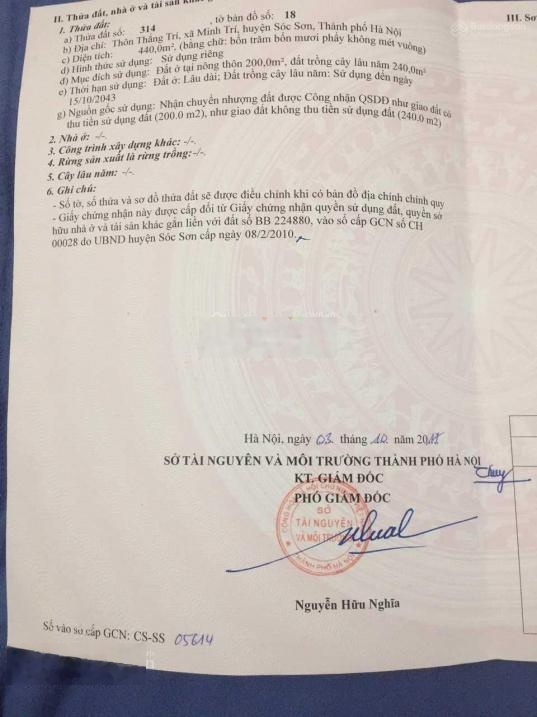 II. Thửa đất, nhà ở và tài sản khác
1. Thửa đất:
a) Thửa đất số: 314 , tờ bản đồ số: 18
b) Địa chỉ: Thôn Thắng Trí, xã Minh Trí, huyện Sóc Sơn, Thành phố Hà Nội
c) Diện tích: 440,0m², (bằng chữ: bốn trăm bốn mươi phẩy không mét vuông)
d) Hình thức sử dụng: Sử dụng riêng
đ) Mục đích sử dụng: Đất ở tại nông thôn 200,0m², đất trồng cây lâu năm 240,0m²
e) Thời hạn sử dụng: Đất ở: Lâu dài; Đất trồng cây lâu năm: Sử dụng đến ngày
15/10/2043
g) Nguồn gốc sử dụng: Nhận chuyển nhượng đất được Công nhận QSDĐ như giao đất có
thu tiền sử dụng đất (200.0 m2), như giao đất không thu tiền sử dụng đất (240.0 m2)
2. Nhà ở: -/-.
3. Công trình xây dựng khác: -/-.
4. Rừng sản xuất là rừng trồng:-/-.
5. Cây lâu năm: -/-.
6. Ghi chú:
- Số tờ, số thửa và sơ đồ thửa đất sẽ được điều chỉnh khi có bản đồ địa chính chính quy
- Giấy chứng nhận này được cấp đổi từ Giấy chứng nhận quyền sử dụng đất, quyền sở
hữu nhà ở và tài sản khác gắn liền với đất số BB 224880, vào sổ cấp GCN số CH
00028 do UBND huyện Sóc Sơn cấp ngày 08/2/2010.
III. Sơ
Batdongsan
Hà Nội, ngày 03 tháng 10 năm 2018
SỞ TÀI NGUYÊN VÀ MÔI TRƯỜNG THÀNH PHỐ HÀ NỘI
KT. GIÁM ĐỐC
PHÓ GIÁM ĐỐC
SỞ
TÀI NGUYÊN
VÀ MÔI TRƯỜNG
THÀNH PHỐ HÀ NỘI
Nguyễn Hữu Nghĩa
Số vào sổ cấp GCN: CS-SS 05614